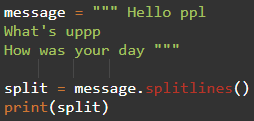 message = """ Hello ppl
What's uppp
How was your day """
split = message.splitlines()
print(split)